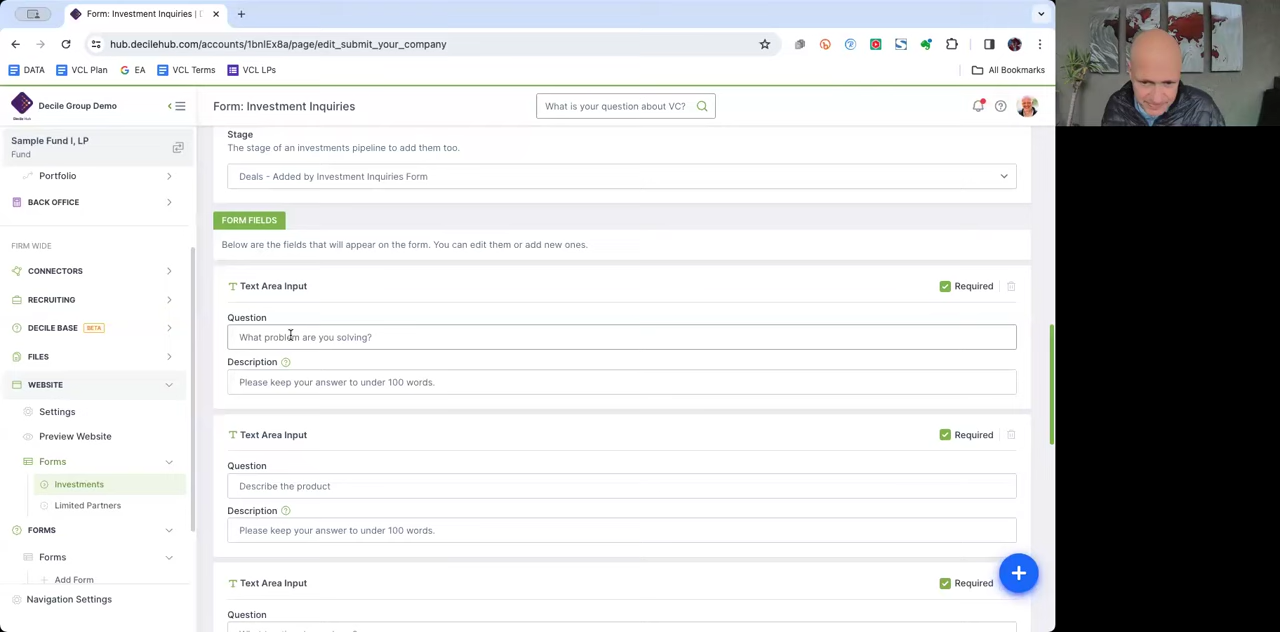 Form: Investment Inquiries | D
hub.decilehub.com/accounts/1bnlEx8a/page/edit_submit_your_company
DATA
VCL Plan
EA
VCL Terms
VCL LPs
All Bookmarks
Decile Group Demo
Form: Investment Inquiries
What is your question about VC?
Sample Fund I, LP
Fund
Portfolio
BACK OFFICE
FIRM WIDE
CONNECTORS
RECRUITING
DECILE BASE BETA
FILES
WEBSITE
Settings
Preview Website
Forms
Investments
Limited Partners
FORMS
Forms
Add Form
Navigation Settings
Stage
The stage of an investments pipeline to add them too.
Deals - Added by Investment Inquiries Form
FORM FIELDS
Below are the fields that will appear on the form. You can edit them or add new ones.
Text Area Input
Required
Question
What problem are you solving?
Description
Please keep your answer to under 100 words.
Text Area Input
Required
Question
Describe the product
Description
Please keep your answer to under 100 words.
Text Area Input
Required
Question